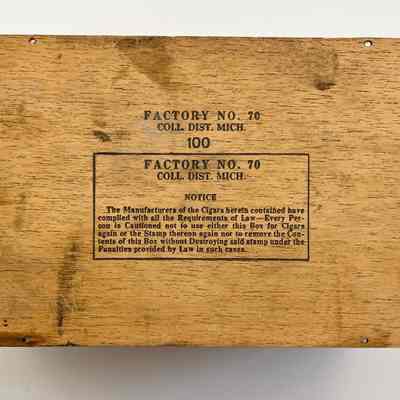 FACTORY NO. 70
COLL. DIST. MICH.
100
FACTORY NO. 70
COLL. DIST. MICH.
NOTICE
The Manufacturers of the Cigars herein contained have
complied with all the Requirements of Law—Every Per-
son is Cautioned not to use either this Box for Cigars
again or the Stamp thereon again nor to remove the Con-
tents of this Box without Destroying said stamp under the
Penalties provided by Law in such cases.